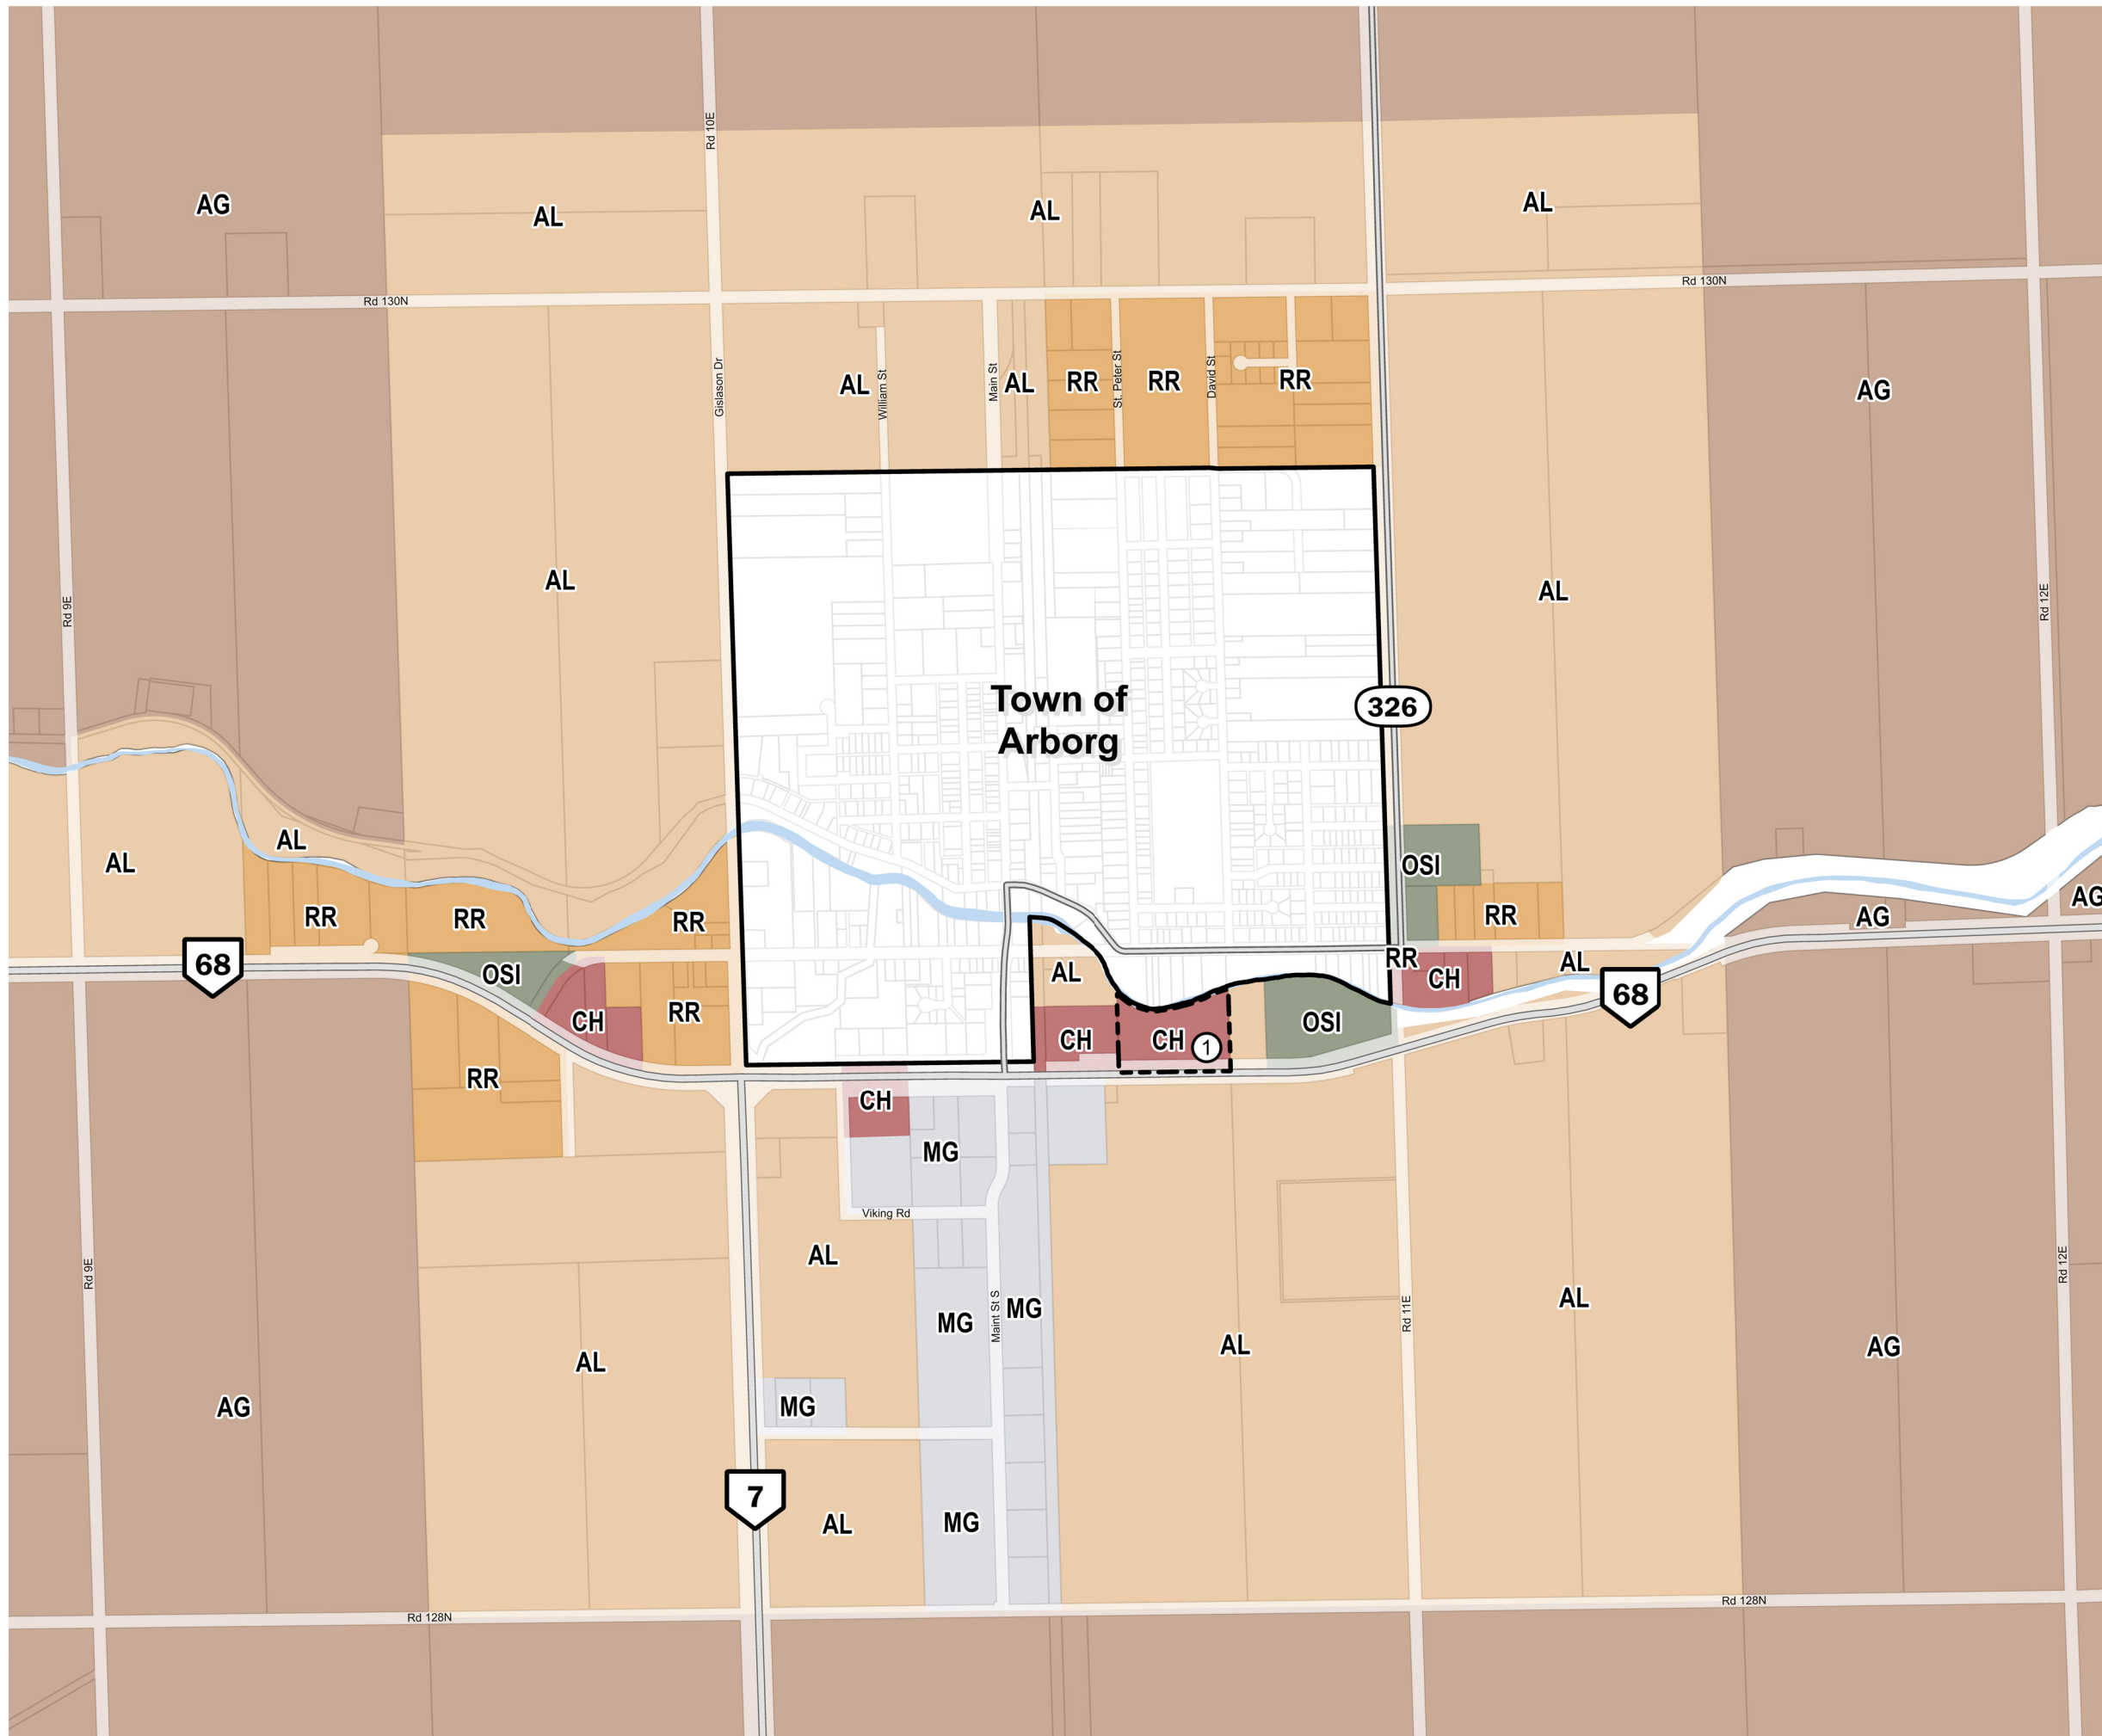 Rd 10E
AG
AL
AL
AL
Rd 130N
Rd 130N
Gislason Dr
AL
William St
Main St
AL
RR
St. Peter St
RR
David St
RR
AG
Rd 9E
AL
AL
Rd 12E
Town of
Arborg
326
AL
AL
OSI
RR
RR
RR
RR
AG
AG
68
OSI
AL
RR
CH
AL
68
CH
RR
CH
CH
1
OSI
RR
CH
MG
Viking Rd
AL
Rd 9E
MG
Maint St S
MG
Rd 11E
AL
Rd 12E
AL
AL
AG
AG
MG
7
AL
MG
Rd 128N
Rd 128N